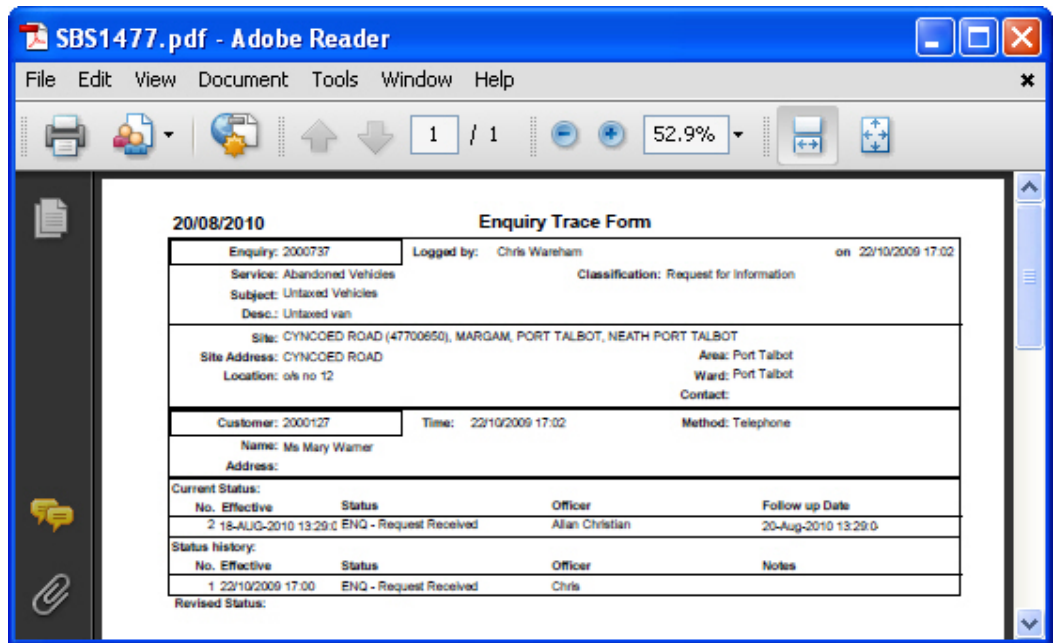 SBS1477.pdf - Adobe Reader
File Edit View Document Tools Window Help
1 / 1 52.9%
20/08/2010 Enquiry Trace Form
Enquiry: 2000737 Logged by: Chris Wareham on 22/10/2009 17:02
Service: Abandoned Vehicles Classification: Request for Information
Subject: Untaxed Vehicles
Desc.: Untaxed van
Site: CYNCOED ROAD (47700650), MARGAM, PORT TALBOT, NEATH PORT TALBOT
Site Address: CYNCOED ROAD Area: Port Talbot
Location: o/s no 12 Ward: Port Talbot
Contact:
Customer: 2000127 Time: 22/10/2009 17:02 Method: Telephone
Name: Ms Mary Warner
Address:
Current Status:
No. Effective Status Officer Follow up Date
2 18-AUG-2010 13:29:0 ENQ - Request Received Allan Christian 20-Aug-2010 13:29:0
Status history:
No. Effective Status Officer Notes
1 22/10/2009 17:00 ENQ - Request Received Chris
Revised Status: